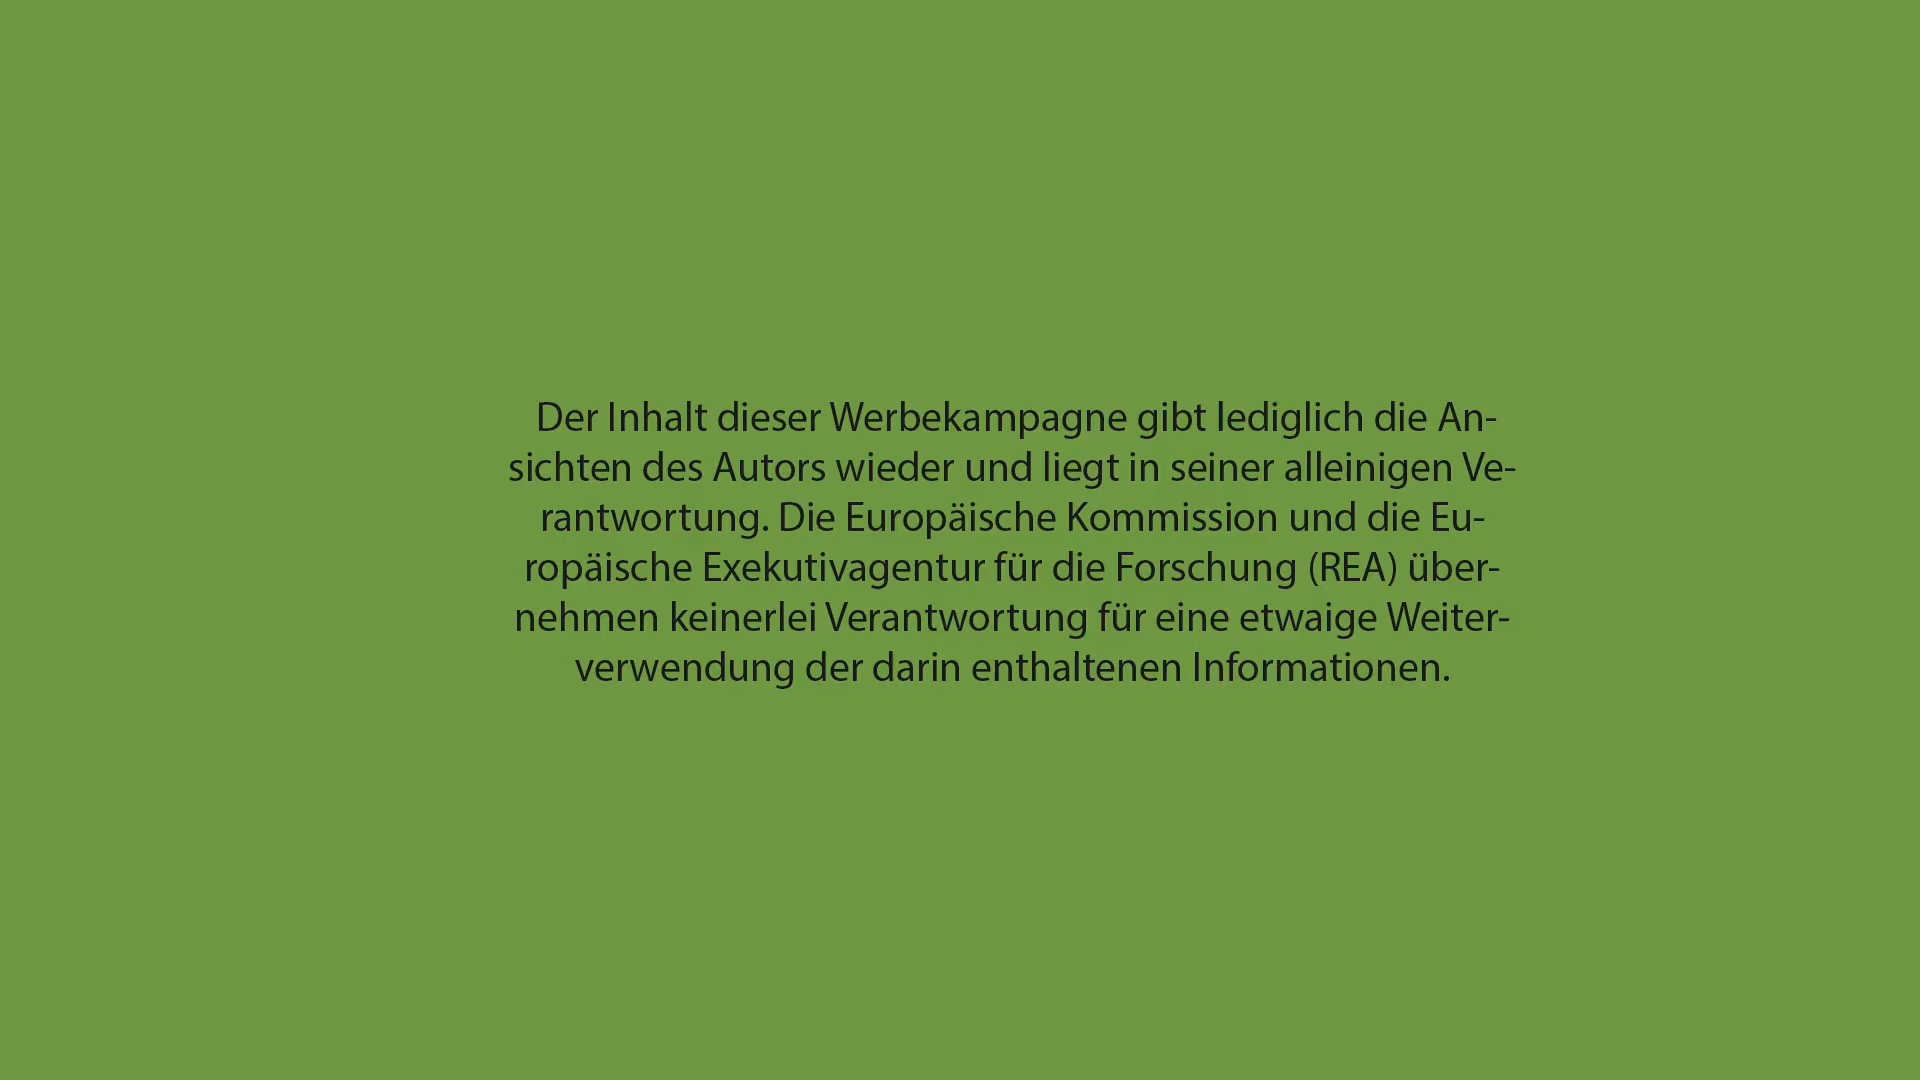 Der Inhalt dieser Werbekampagne gibt lediglich die An-
sichten des Autors wieder und liegt in seiner alleinigen Ve-
rantwortung. Die Europäische Kommission und die Eu-
ropäische Exekutivagentur für die Forschung (REA) über-
nehmen keinerlei Verantwortung für eine etwaige Weiter-
verwendung der darin enthaltenen Informationen.